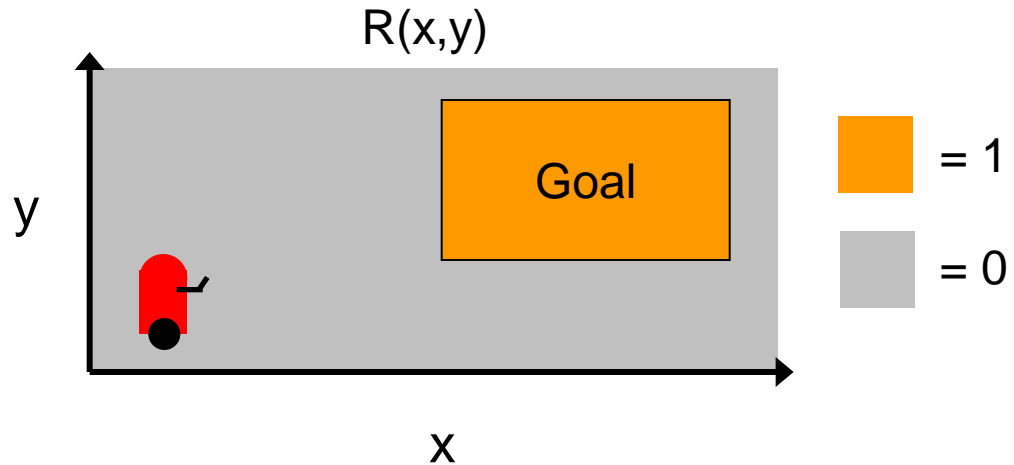 R(x,y)
= 1
Goal
y
= 0
x